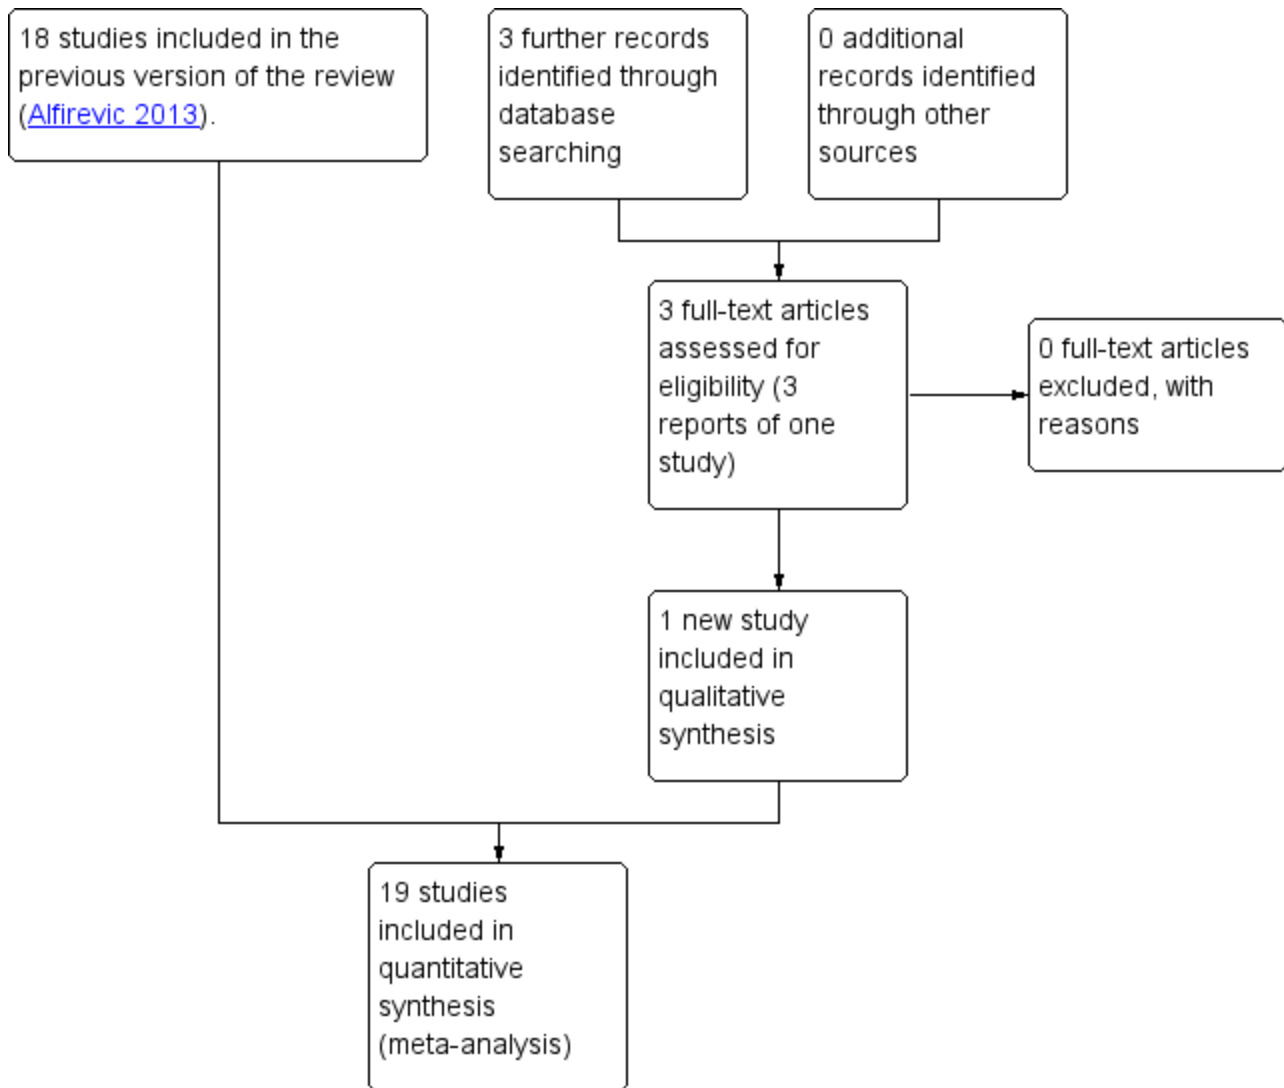 18 studies included in the
previous version of the review
(Alfirevic 2013).
3 further records
identified through
database
searching
0 additional
records identified
through other
sources
3 full-text articles
assessed for
eligibility (3
reports of one
study)
0 full-text articles
excluded, with
reasons
1 new study
included in
qualitative
synthesis
19 studies
included in
quantitative
synthesis
(meta-analysis)